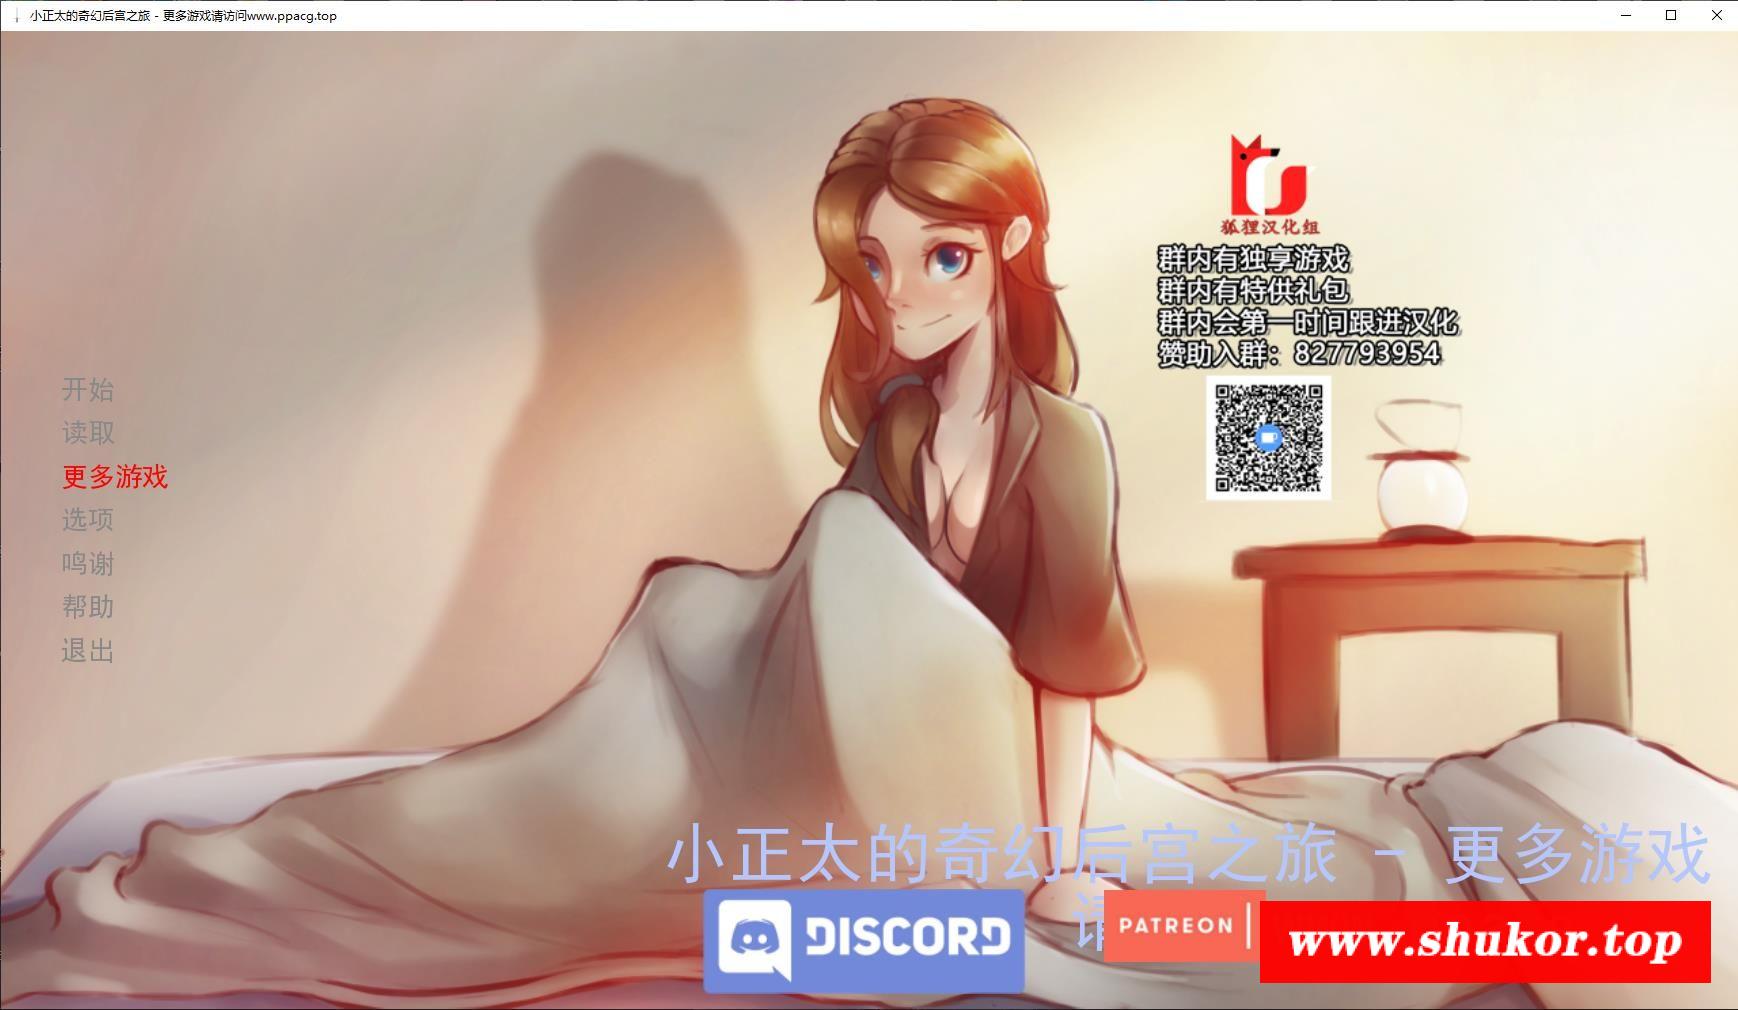 小正太的奇幻后宫之旅 - 更多游戏请访问www.ppacg.top
狐狸汉化组
群内有独享游戏
群内有特供礼包
群内会第一时间跟进汉化
赞助入群：827793954
开始
读取
更多游戏
选项
鸣谢
帮助
退出
小正太的奇幻后宫之旅 - 更多游戏
请
DISCORD
PATREON
www.shukor.top